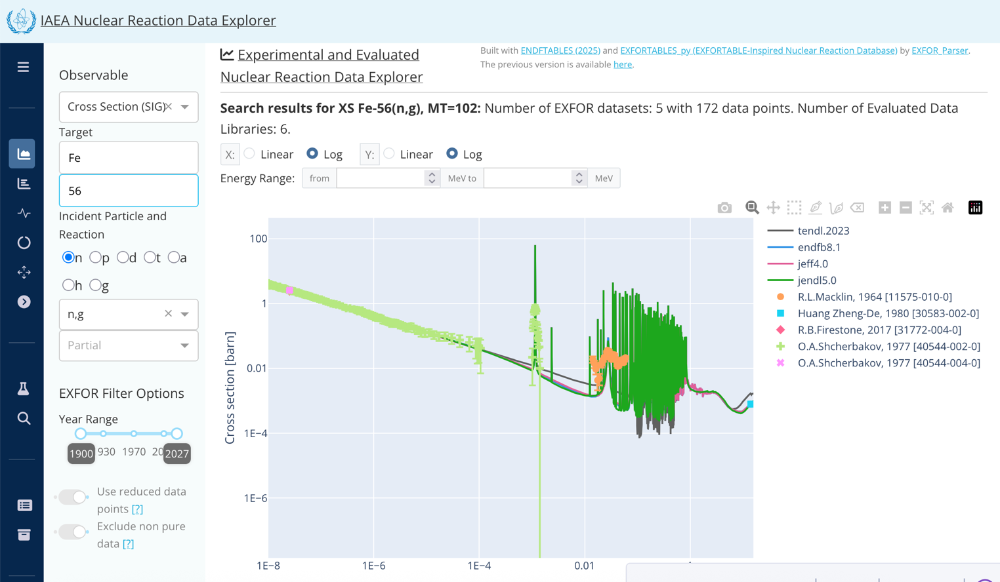 IAEA Nuclear Reaction Data Explorer
Observable
Cross Section (SIG)×
Target
Fe
56
Incident Particle and
Reaction
n p d t a
h g
n,g ×
Partial
EXFOR Filter Options
Year Range
1900 930 1970 20 2027
Use reduced data
points [?]
Exclude non pure
data [?]
Experimental and Evaluated
Nuclear Reaction Data Explorer
Built with ENDFTABLES (2025) and EXFORTABLES_py (EXFORTABLE-Inspired Nuclear Reaction Database) by EXFOR_Parser.
The previous version is available here.
Search results for XS Fe-56(n,g), MT=102: Number of EXFOR datasets: 5 with 172 data points. Number of Evaluated Data
Libraries: 6.
X: Linear Log Y: Linear Log
Energy Range: from MeV to MeV
100
1
0.01
1E−4
1E−6
Cross section [barn]
1E−8 1E−6 1E−4 0.01
tendl.2023
endfb8.1
jeff4.0
jendl5.0
R.L.Macklin, 1964 [11575-010-0]
Huang Zheng-De, 1980 [30583-002-0]
R.B.Firestone, 2017 [31772-004-0]
O.A.Shcherbakov, 1977 [40544-002-0]
O.A.Shcherbakov, 1977 [40544-004-0]